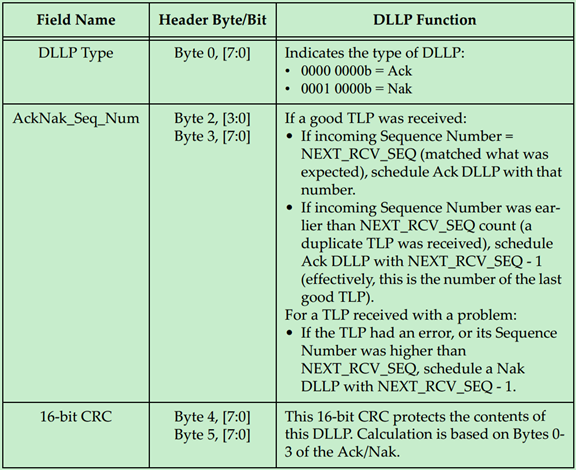 Field Name Header Byte/Bit DLLP Function
DLLP Type Byte 0, [7:0] Indicates the type of DLLP:
• 0000 0000b = Ack
• 0001 0000b = Nak
AckNak_Seq_Num Byte 2, [3:0] If a good TLP was received:
Byte 3, [7:0] • If incoming Sequence Number =
NEXT_RCV_SEQ (matched what was
expected), schedule Ack DLLP with that
number.
• If incoming Sequence Number was ear-
lier than NEXT_RCV_SEQ count (a
duplicate TLP was received), schedule
Ack DLLP with NEXT_RCV_SEQ - 1
(effectively, this is the number of the last
good TLP).
For a TLP received with a problem:
• If the TLP had an error, or its Sequence
Number was higher than
NEXT_RCV_SEQ, schedule a Nak
DLLP with NEXT_RCV_SEQ - 1.
16-bit CRC Byte 4, [7:0] This 16-bit CRC protects the contents of
Byte 5, [7:0] this DLLP. Calculation is based on Bytes 0-
3 of the Ack/Nak.